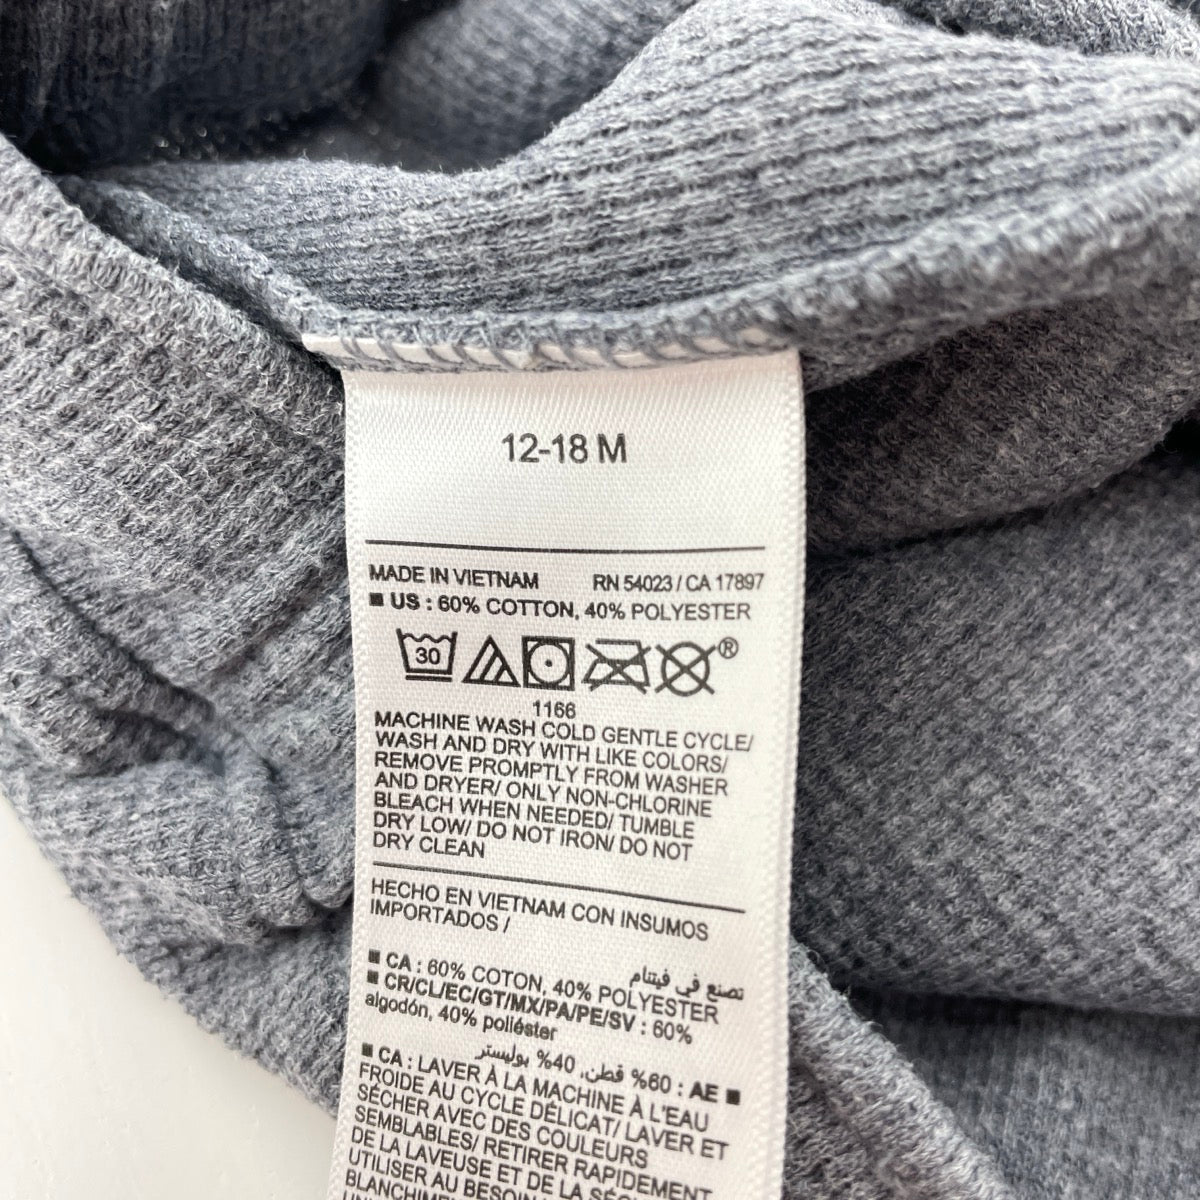 12-18 M
MADE IN VIETNAM RN 54023 / CA 17897
■ US : 60% COTTON, 40% POLYESTER
30 ®
1166
MACHINE WASH COLD GENTLE CYCLE/
WASH AND DRY WITH LIKE COLORS/
REMOVE PROMPTLY FROM WASHER
AND DRYER/ ONLY NON-CHLORINE
BLEACH WHEN NEEDED/ TUMBLE
DRY LOW/ DO NOT IRON/ DO NOT
DRY CLEAN
HECHO EN VIETNAM CON INSUMOS
IMPORTADOS /
تصنع في فيتنام
■ CA : 60% COTON, 40% POLYESTER
■ CR/CL/EC/GT/MX/PA/PE/SV : 60%
algodón, 40% poliéster
■ AE : 60% قطن, 40% بوليستر
■ CA : LAVER À LA MACHINE À L'EAU
FROIDE AU CYCLE DÉLICAT/ LAVER ET
SÉCHER AVEC DES COULEURS
SEMBLABLES/ RETIRER RAPIDEMENT
DE LA LAVEUSE ET DE LA
UTILISER AU BESOIN